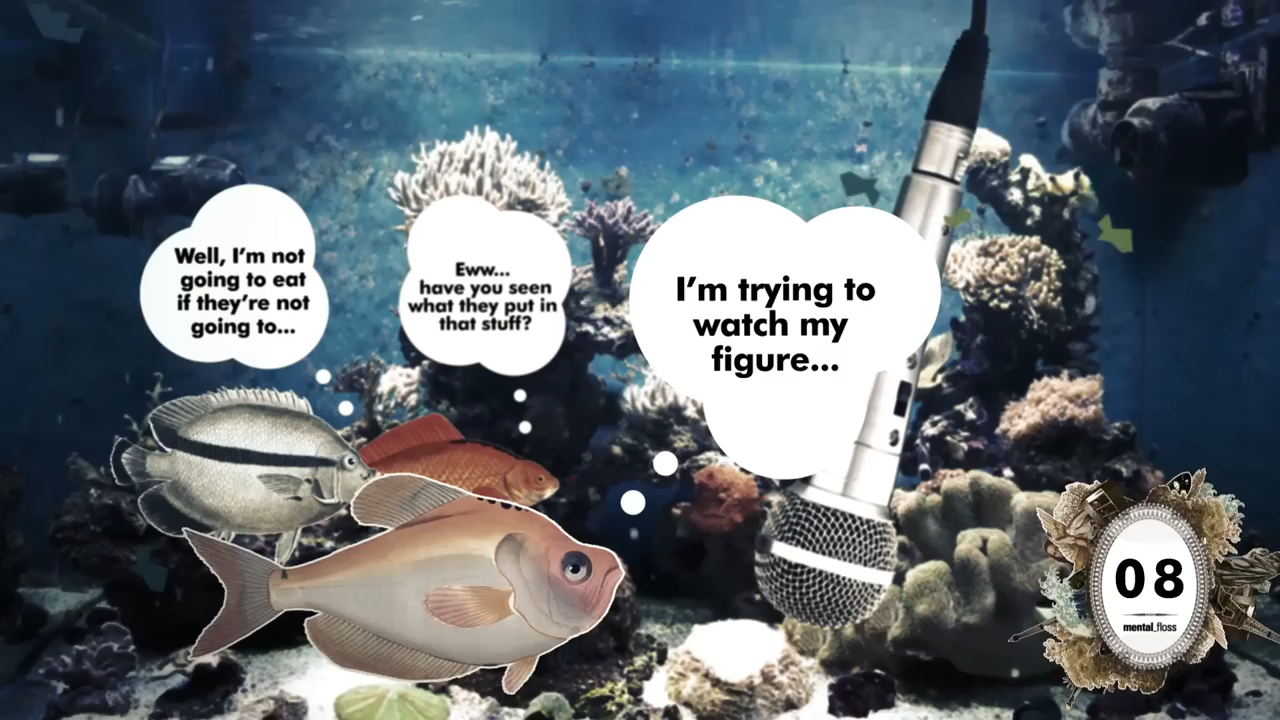 Well, I'm not
going to eat
if they're not
going to...
Eww...
have you seen
what they put in
that stuff?
I'm trying to
watch my
figure...
08
mental_floss